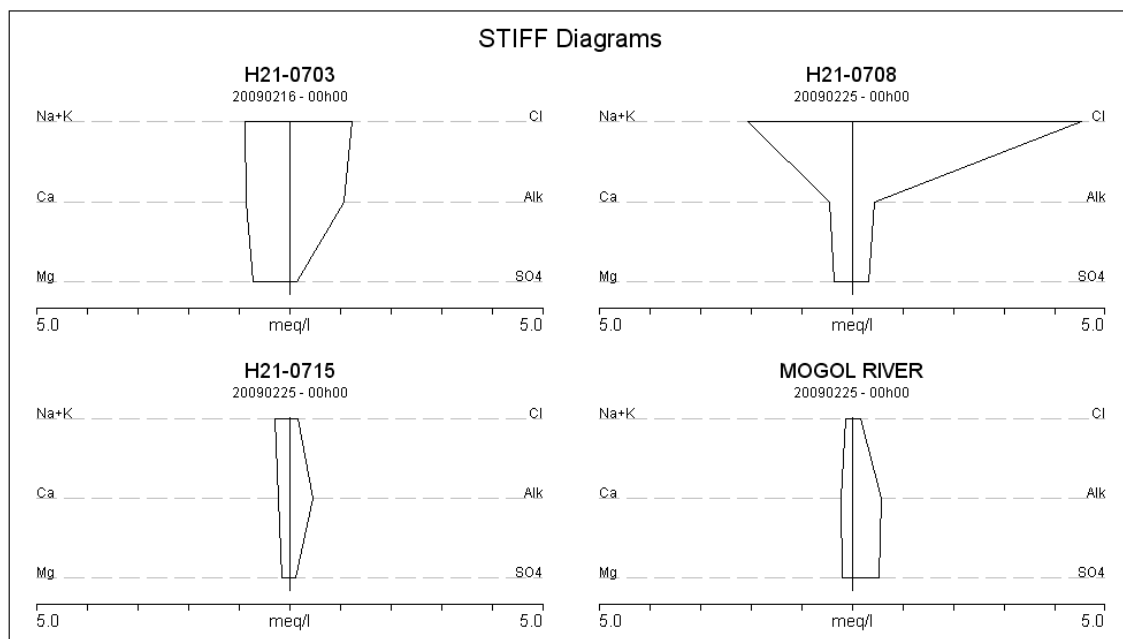 STIFF Diagrams
H21-0703
20090216 - 00h00
Na+K Cl
Ca Alk
Mg SO4
5.0 meq/l 5.0
H21-0708
20090225 - 00h00
Na+K Cl
Ca Alk
Mg SO4
5.0 meq/l 5.0
H21-0715
20090225 - 00h00
Na+K Cl
Ca Alk
Mg SO4
5.0 meq/l 5.0
MOGOL RIVER
20090225 - 00h00
Na+K Cl
Ca Alk
Mg SO4
5.0 meq/l 5.0